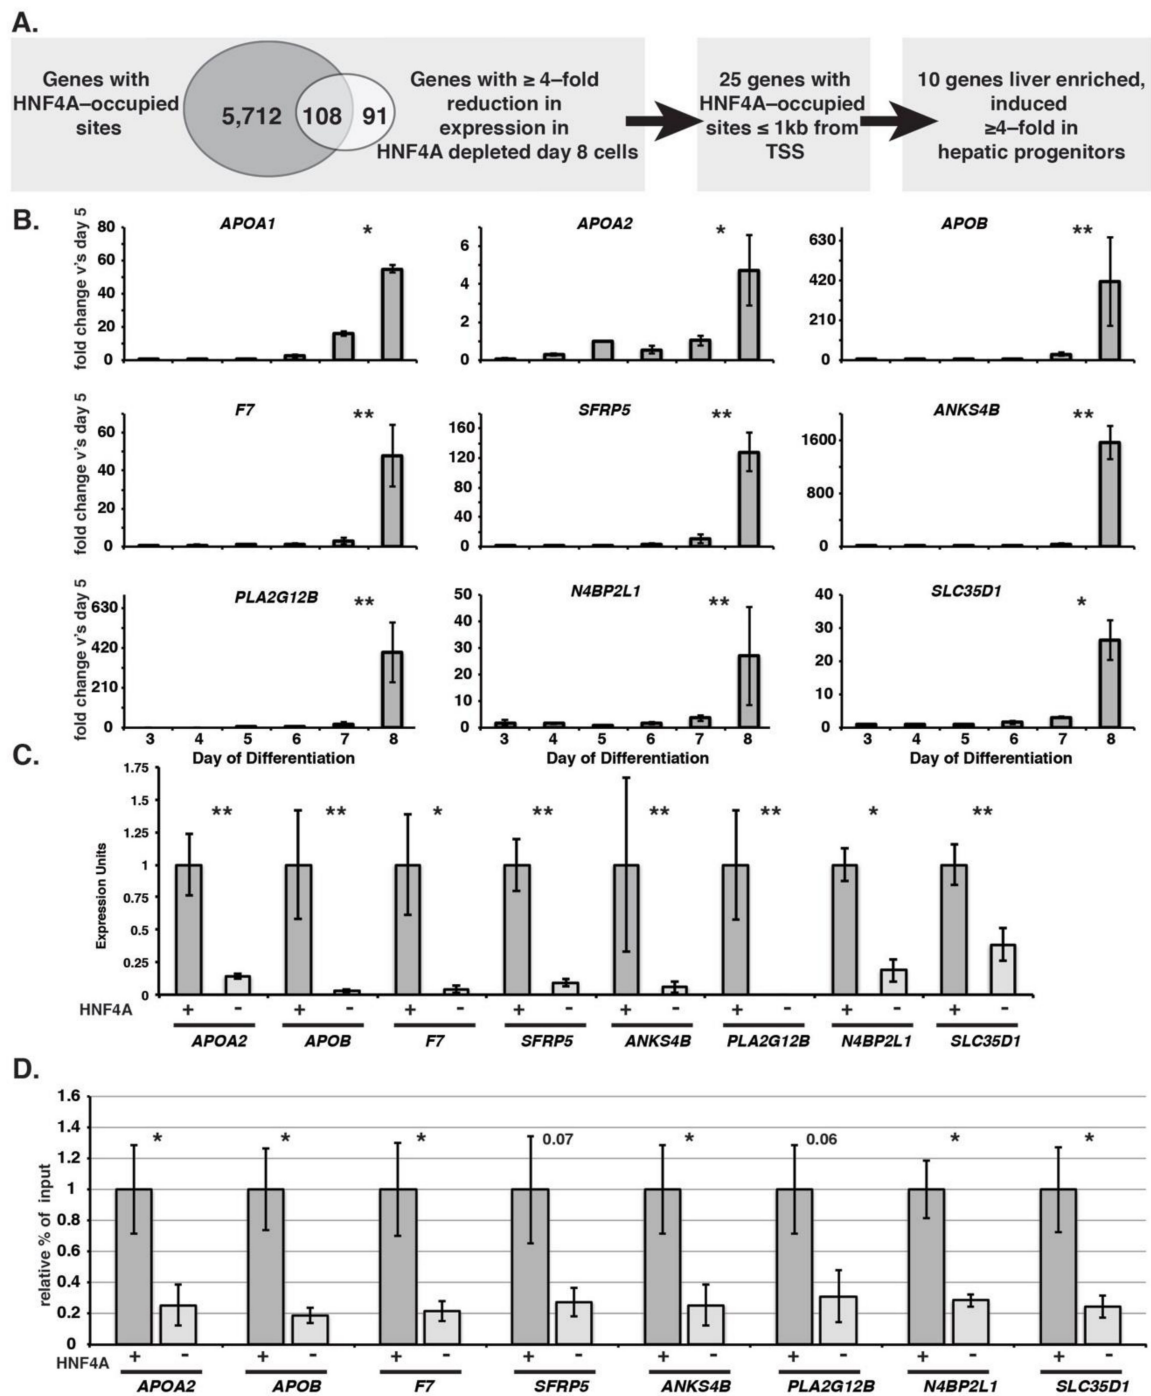 A.
Genes with
HNF4A–occupied
sites
5,712 108 91
Genes with ≥ 4–fold
reduction in
expression in
HNF4A depleted day 8 cells
25 genes with
HNF4A–occupied
sites ≤ 1kb from
TSS
10 genes liver enriched,
induced
≥4–fold in
hepatic progenitors
B.
fold change v's day 5
APOA1
*
80
60
40
20
0
APOA2
*
6
4
2
0
APOB
**
630
420
210
0
fold change v's day 5
F7
**
60
40
20
0
SFRP5
**
160
120
80
40
0
ANKS4B
**
1600
800
0
fold change v's day 5
PLA2G12B
**
630
420
210
0
3 4 5 6 7 8
Day of Differentiation
N4BP2L1
**
50
40
30
20
10
0
3 4 5 6 7 8
Day of Differentiation
SLC35D1
*
40
30
20
10
0
3 4 5 6 7 8
Day of Differentiation
C.
Expression Units
1.75
1.5
1.25
1
0.75
0.5
0.25
0
** ** * ** ** ** * **
HNF4A + - + - + - + - + - + - + - + -
APOA2 APOB F7 SFRP5 ANKS4B PLA2G12B N4BP2L1 SLC35D1
D.
relative % of input
1.6
1.4
1.2
1
0.8
0.6
0.4
0.2
0
* * * 0.07 * 0.06 * *
HNF4A + - + - + - + - + - + - + - + -
APOA2 APOB F7 SFRP5 ANKS4B PLA2G12B N4BP2L1 SLC35D1